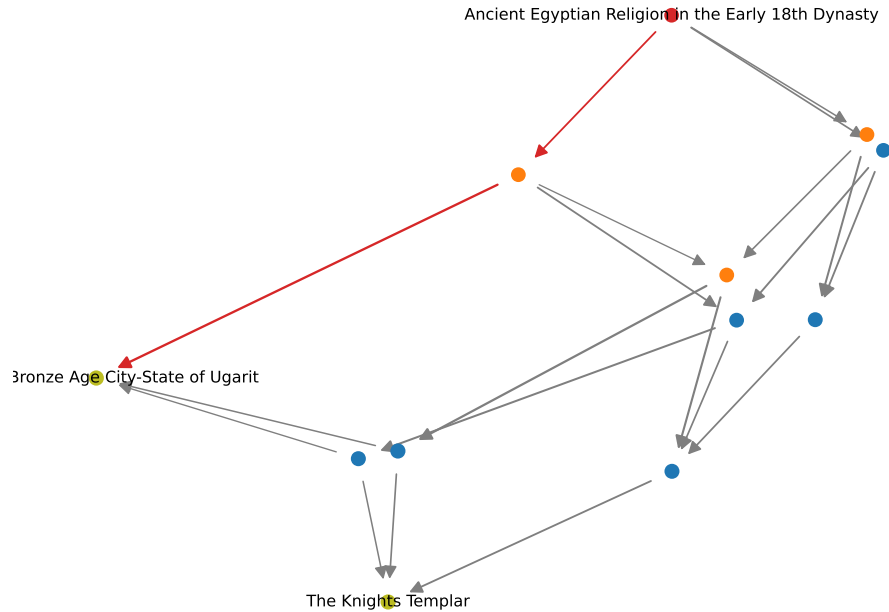 Ancient Egyptian Religion in the Early 18th Dynasty
Bronze Age City-State of Ugarit
The Knights Templar